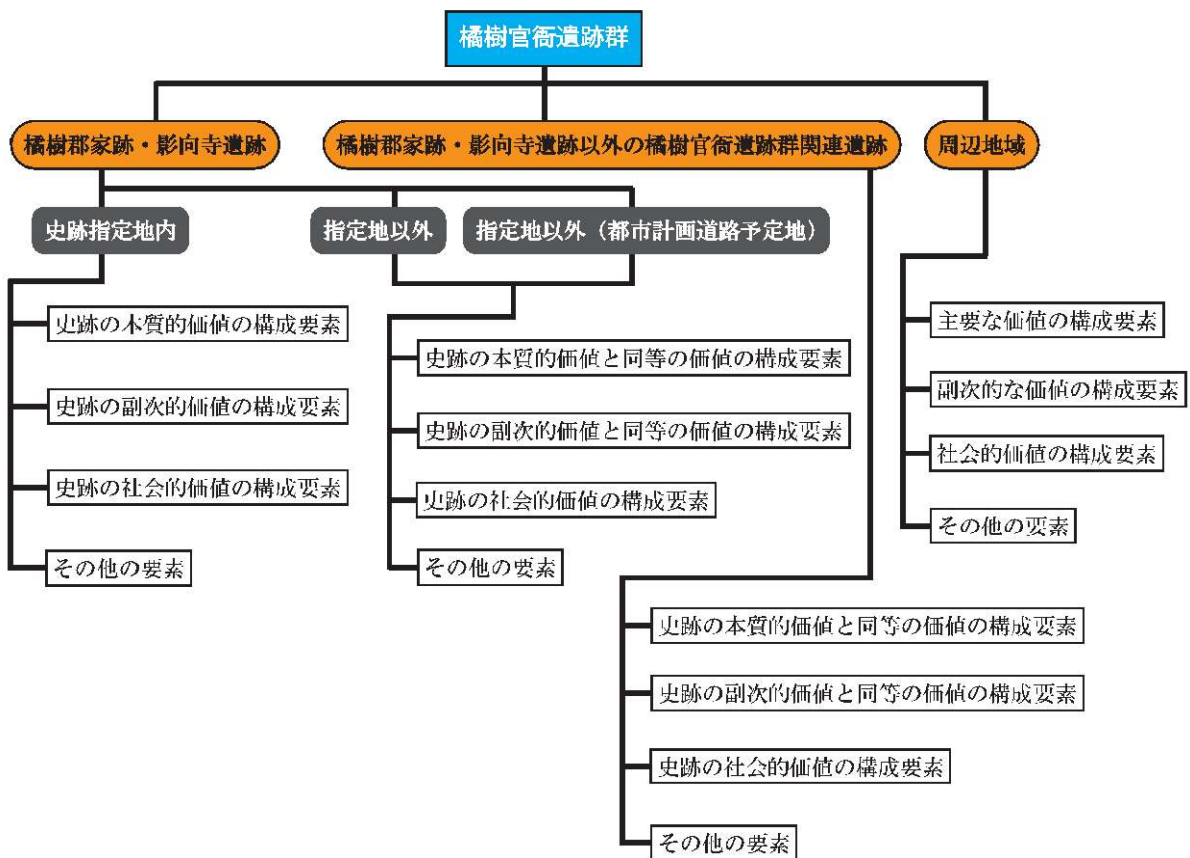 橘樹官衙遺跡群
橘樹郡家跡・影向寺遺跡
橘樹郡家跡・影向寺遺跡以外の橘樹官衙遺跡群関連遺跡
周辺地域
史跡指定地内
指定地以外
指定地以外（都市計画道路予定地）
史跡の本質的価値の構成要素
史跡の副次的価値の構成要素
史跡の社会的価値の構成要素
その他の要素
史跡の本質的価値と同等の価値の構成要素
史跡の副次的価値と同等の価値の構成要素
史跡の社会的価値の構成要素
その他の要素
史跡の本質的価値と同等の価値の構成要素
史跡の副次的価値と同等の価値の構成要素
史跡の社会的価値の構成要素
その他の要素
主要な価値の構成要素
副次的な価値の構成要素
社会的価値の構成要素
その他の要素